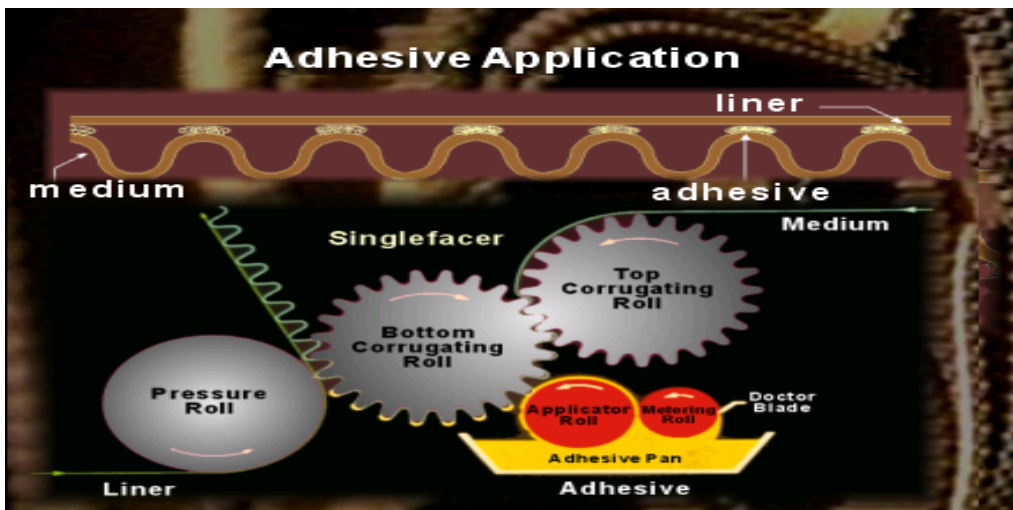 Adhesive Application
liner
medium
adhesive
Singlefacer
Medium
Top
Corrugating
Roll
Bottom
Corrugating
Roll
Pressure
Roll
Applicator
Roll
Metering
Roll
Doctor
Blade
Adhesive Pan
Liner
Adhesive